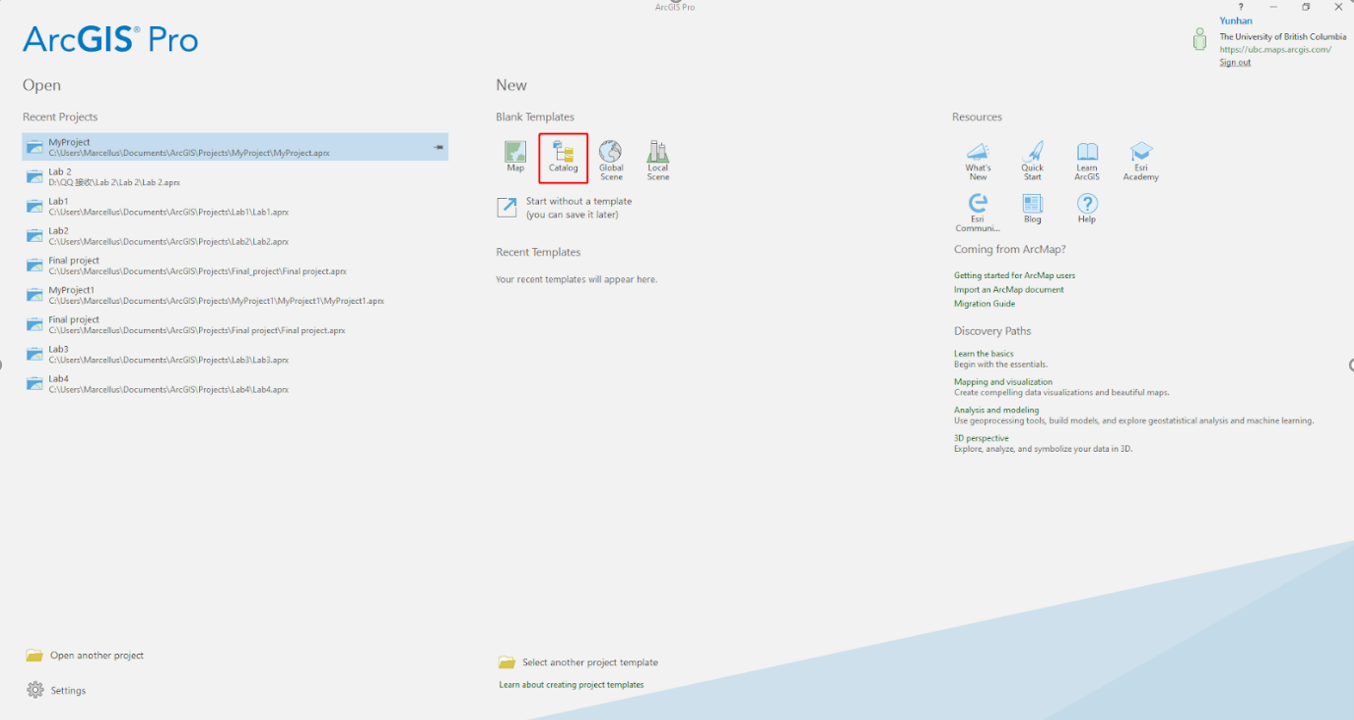 ArcGIS Pro
ArcGIS® Pro
?
Yunhan
The University of British Columbia
https://ubc.maps.arcgis.com/
Sign out
Open
Recent Projects
MyProject
C:\Users\Marcellus\Documents\ArcGIS\Projects\MyProject\MyProject.aprx
Lab 2
D:\QQ 接收\Lab 2\Lab 2\Lab 2.aprx
Lab1
C:\Users\Marcellus\Documents\ArcGIS\Projects\Lab1\Lab1.aprx
Lab2
C:\Users\Marcellus\Documents\ArcGIS\Projects\Lab2\Lab2.aprx
Final project
C:\Users\Marcellus\Documents\ArcGIS\Projects\Final_project\Final project.aprx
MyProject1
C:\Users\Marcellus\Documents\ArcGIS\Projects\MyProject1\MyProject1\MyProject1.aprx
Final project
C:\Users\Marcellus\Documents\ArcGIS\Projects\Final project\Final project.aprx
Lab3
C:\Users\Marcellus\Documents\ArcGIS\Projects\Lab3\Lab3.aprx
Lab4
C:\Users\Marcellus\Documents\ArcGIS\Projects\Lab4\Lab4.aprx
Open another project
Settings
New
Blank Templates
Map
Catalog
Global
Scene
Local
Scene
Start without a template
(you can save it later)
Recent Templates
Your recent templates will appear here.
Select another project template
Learn about creating project templates
Resources
What's
New
Quick
Start
Learn
ArcGIS
Esri
Academy
Esri
Communi...
Blog
Help
Coming from ArcMap?
Getting started for ArcMap users
Import an ArcMap document
Migration Guide
Discovery Paths
Learn the basics
Begin with the essentials.
Mapping and visualization
Create compelling data visualizations and beautiful maps.
Analysis and modeling
Use geoprocessing tools, build models, and explore geostatistical analysis and machine learning.
3D perspective
Explore, analyze, and symbolize your data in 3D.